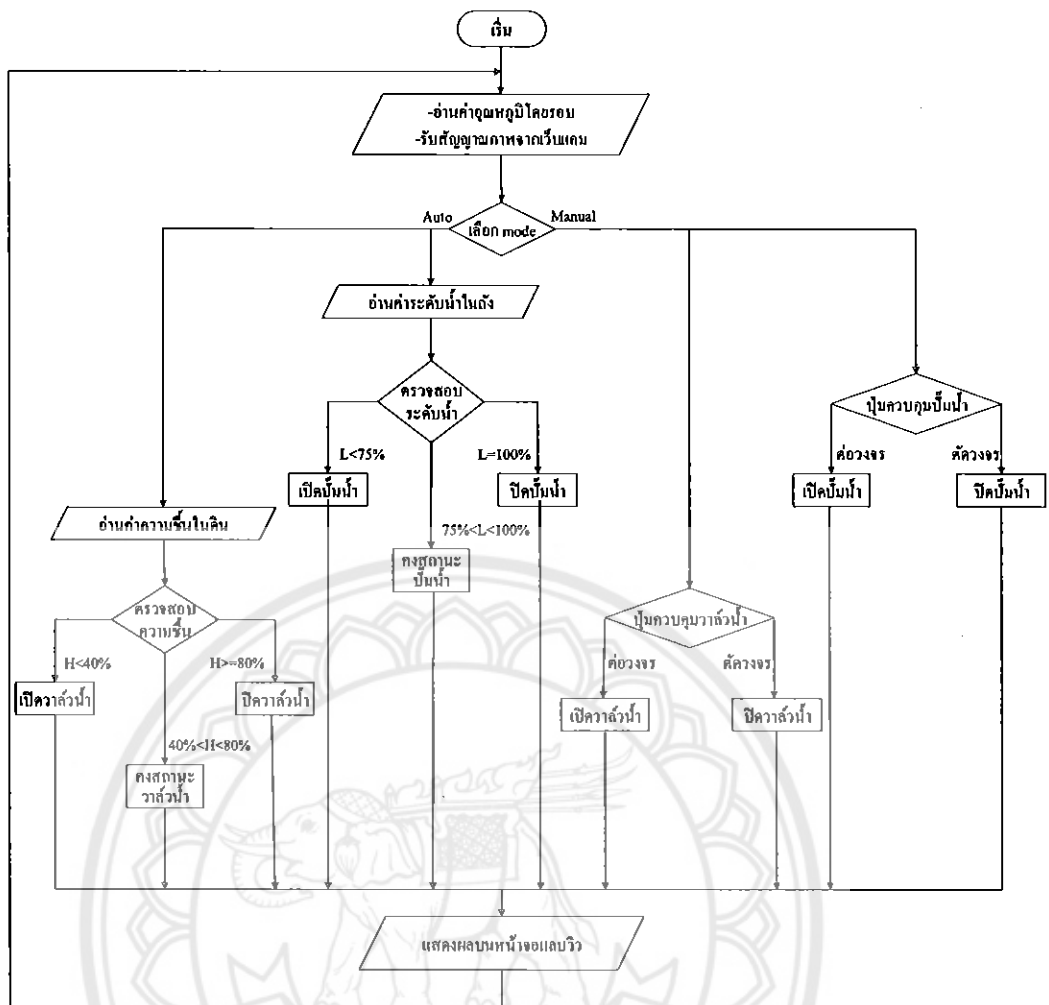 เริ่ม
-อ่านค่าอุณหภูมิโดยรอบ
-รับสัญญาณภาพจากเว็บแคม
Auto
เลือก mode
Manual
อ่านค่าระดับน้ำในถัง
ตรวจสอบ
ระดับน้ำ
L<75%
L=100%
เปิดปั๊มน้ำ
ปิดปั๊มน้ำ
75%<L<100%
คงสถานะ
ปั๊มน้ำ
ปุ่มควบคุมปั๊มน้ำ
ต่อวงจร
ตัดวงจร
เปิดปั๊มน้ำ
ปิดปั๊มน้ำ
อ่านค่าความชื้นในดิน
ตรวจสอบ
ความชื้น
H<40%
H>=80%
เปิดวาล์วน้ำ
ปิดวาล์วน้ำ
40%<H<80%
คงสถานะ
วาล์วน้ำ
ปุ่มควบคุมวาล์วน้ำ
ต่อวงจร
ตัดวงจร
เปิดวาล์วน้ำ
ปิดวาล์วน้ำ
แสดงผลบนหน้าจอแลบวิว